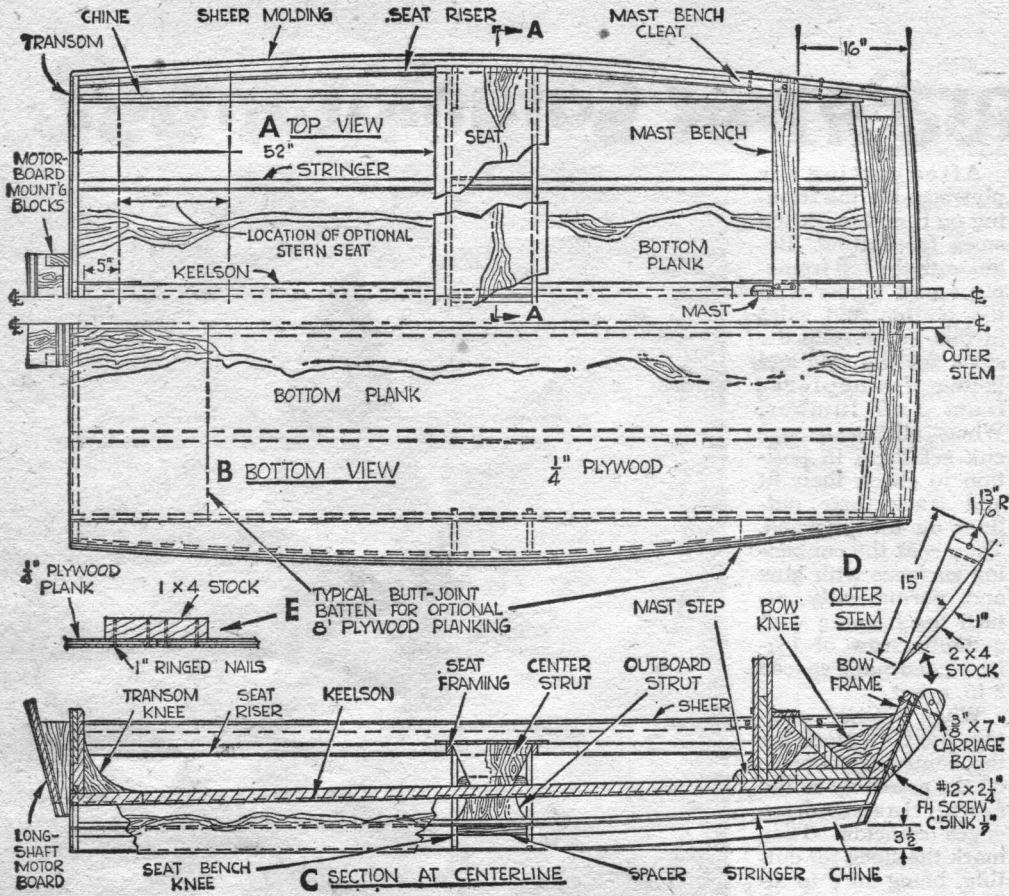 CHINE
SHEER MOLDING
SEAT RISER
A
MAST BENCH
CLEAT
TRANSOM
16"
A TOP VIEW
52"
SEAT
MAST BENCH
STRINGER
MOTOR-
BOARD
MOUNT'G
BLOCKS
LOCATION OF OPTIONAL
STERN SEAT
BOTTOM
PLANK
5"
KEELSON
MAST
A
OUTER
STEM
BOTTOM PLANK
B BOTTOM VIEW
1/4" PLYWOOD
1 13/16" R
D
OUTER
STEM
15"
1"
2 X 4
STOCK
1/4" PLYWOOD
PLANK
1 X 4 STOCK
E
TYPICAL BUTT-JOINT
BATTEN FOR OPTIONAL
8' PLYWOOD PLANKING
1" RINGED NAILS
MAST STEP
BOW
KNEE
BOW
FRAME
TRANSOM
KNEE
SEAT
RISER
KEELSON
SEAT
FRAMING
CENTER
STRUT
OUTBOARD
STRUT
SHEER
3/8" X 7"
CARRIAGE
BOLT
#12 X 2 1/4"
FH SCREW
C'SINK
3 1/2
LONG-
SHAFT
MOTOR
BOARD
SEAT BENCH
KNEE
C SECTION AT CENTERLINE
SPACER
STRINGER
CHINE